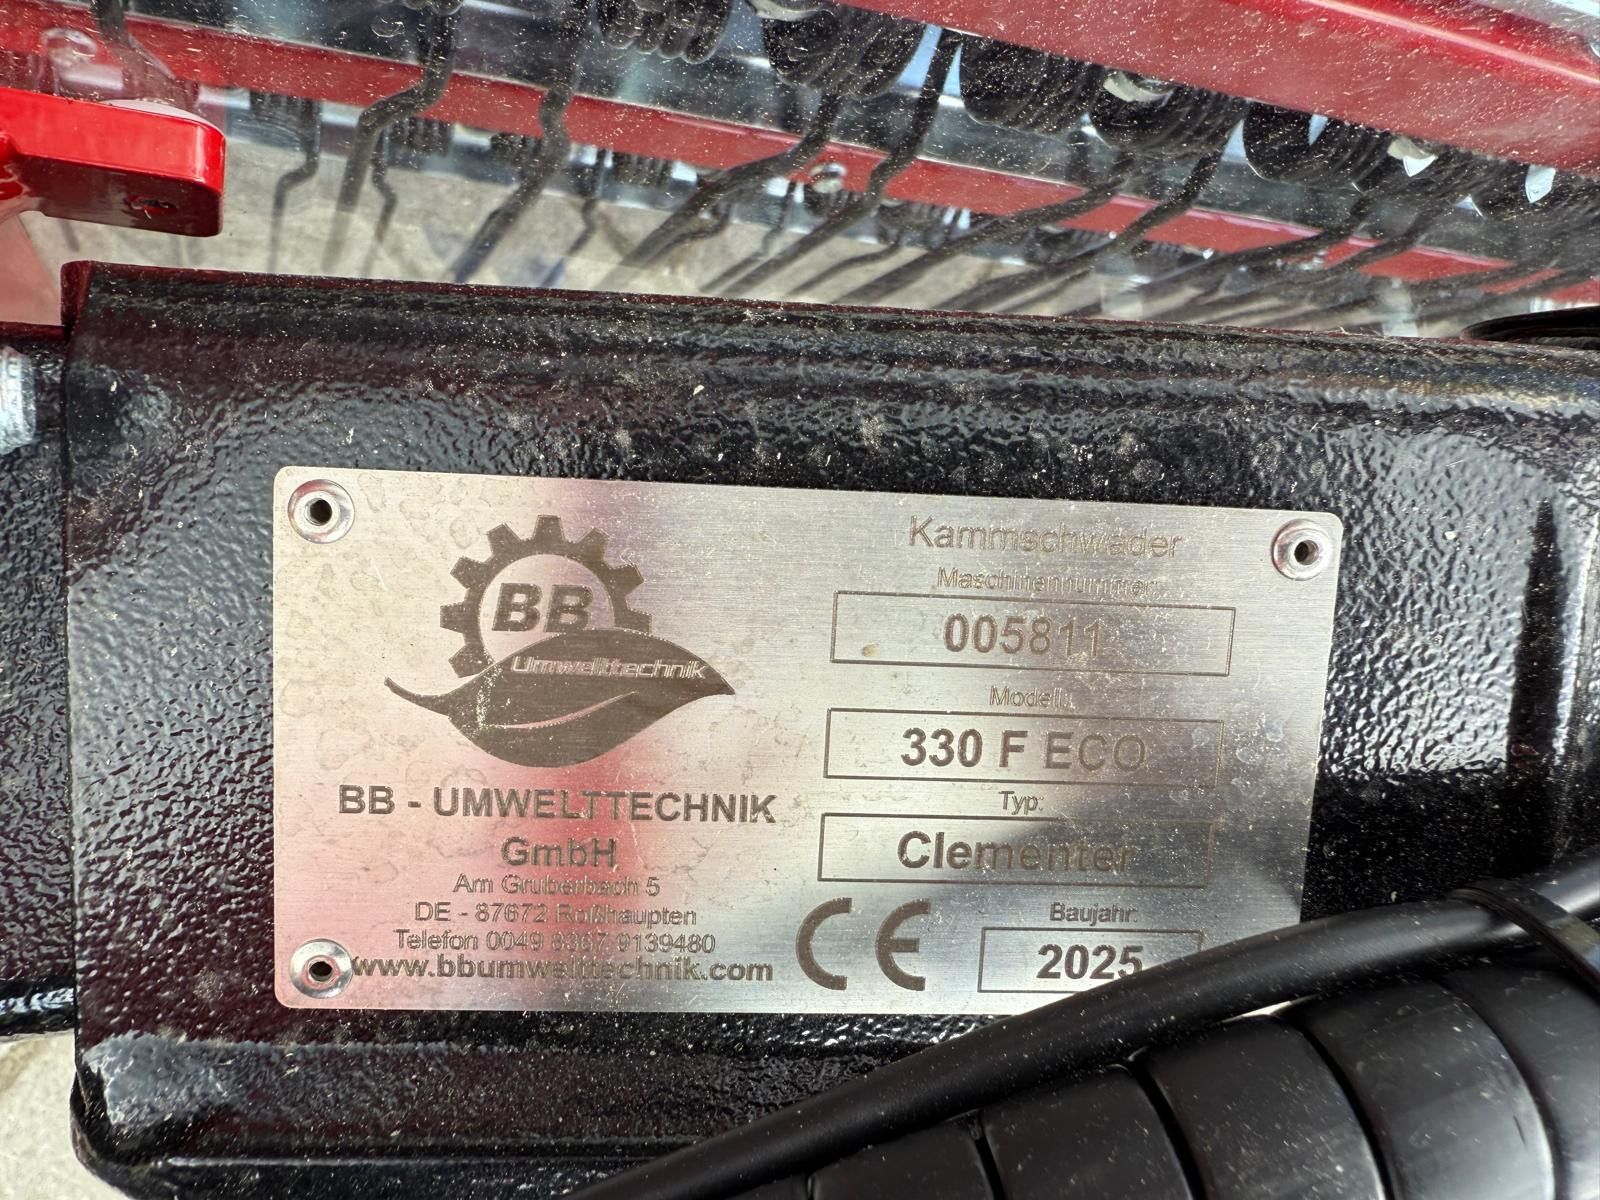 BB
Umwelttechnik
BB - UMWELTTECHNIK
GmbH
Am Gruberbach 5
DE - 87672 Roßhaupten
Telefon 0049 8367 9139480
www.bbumwelttechnik.com
Kammschwader
Maschinennummer:
005811
Modell:
330 F ECO
Typ:
Clementer
CE
Baujahr:
2025